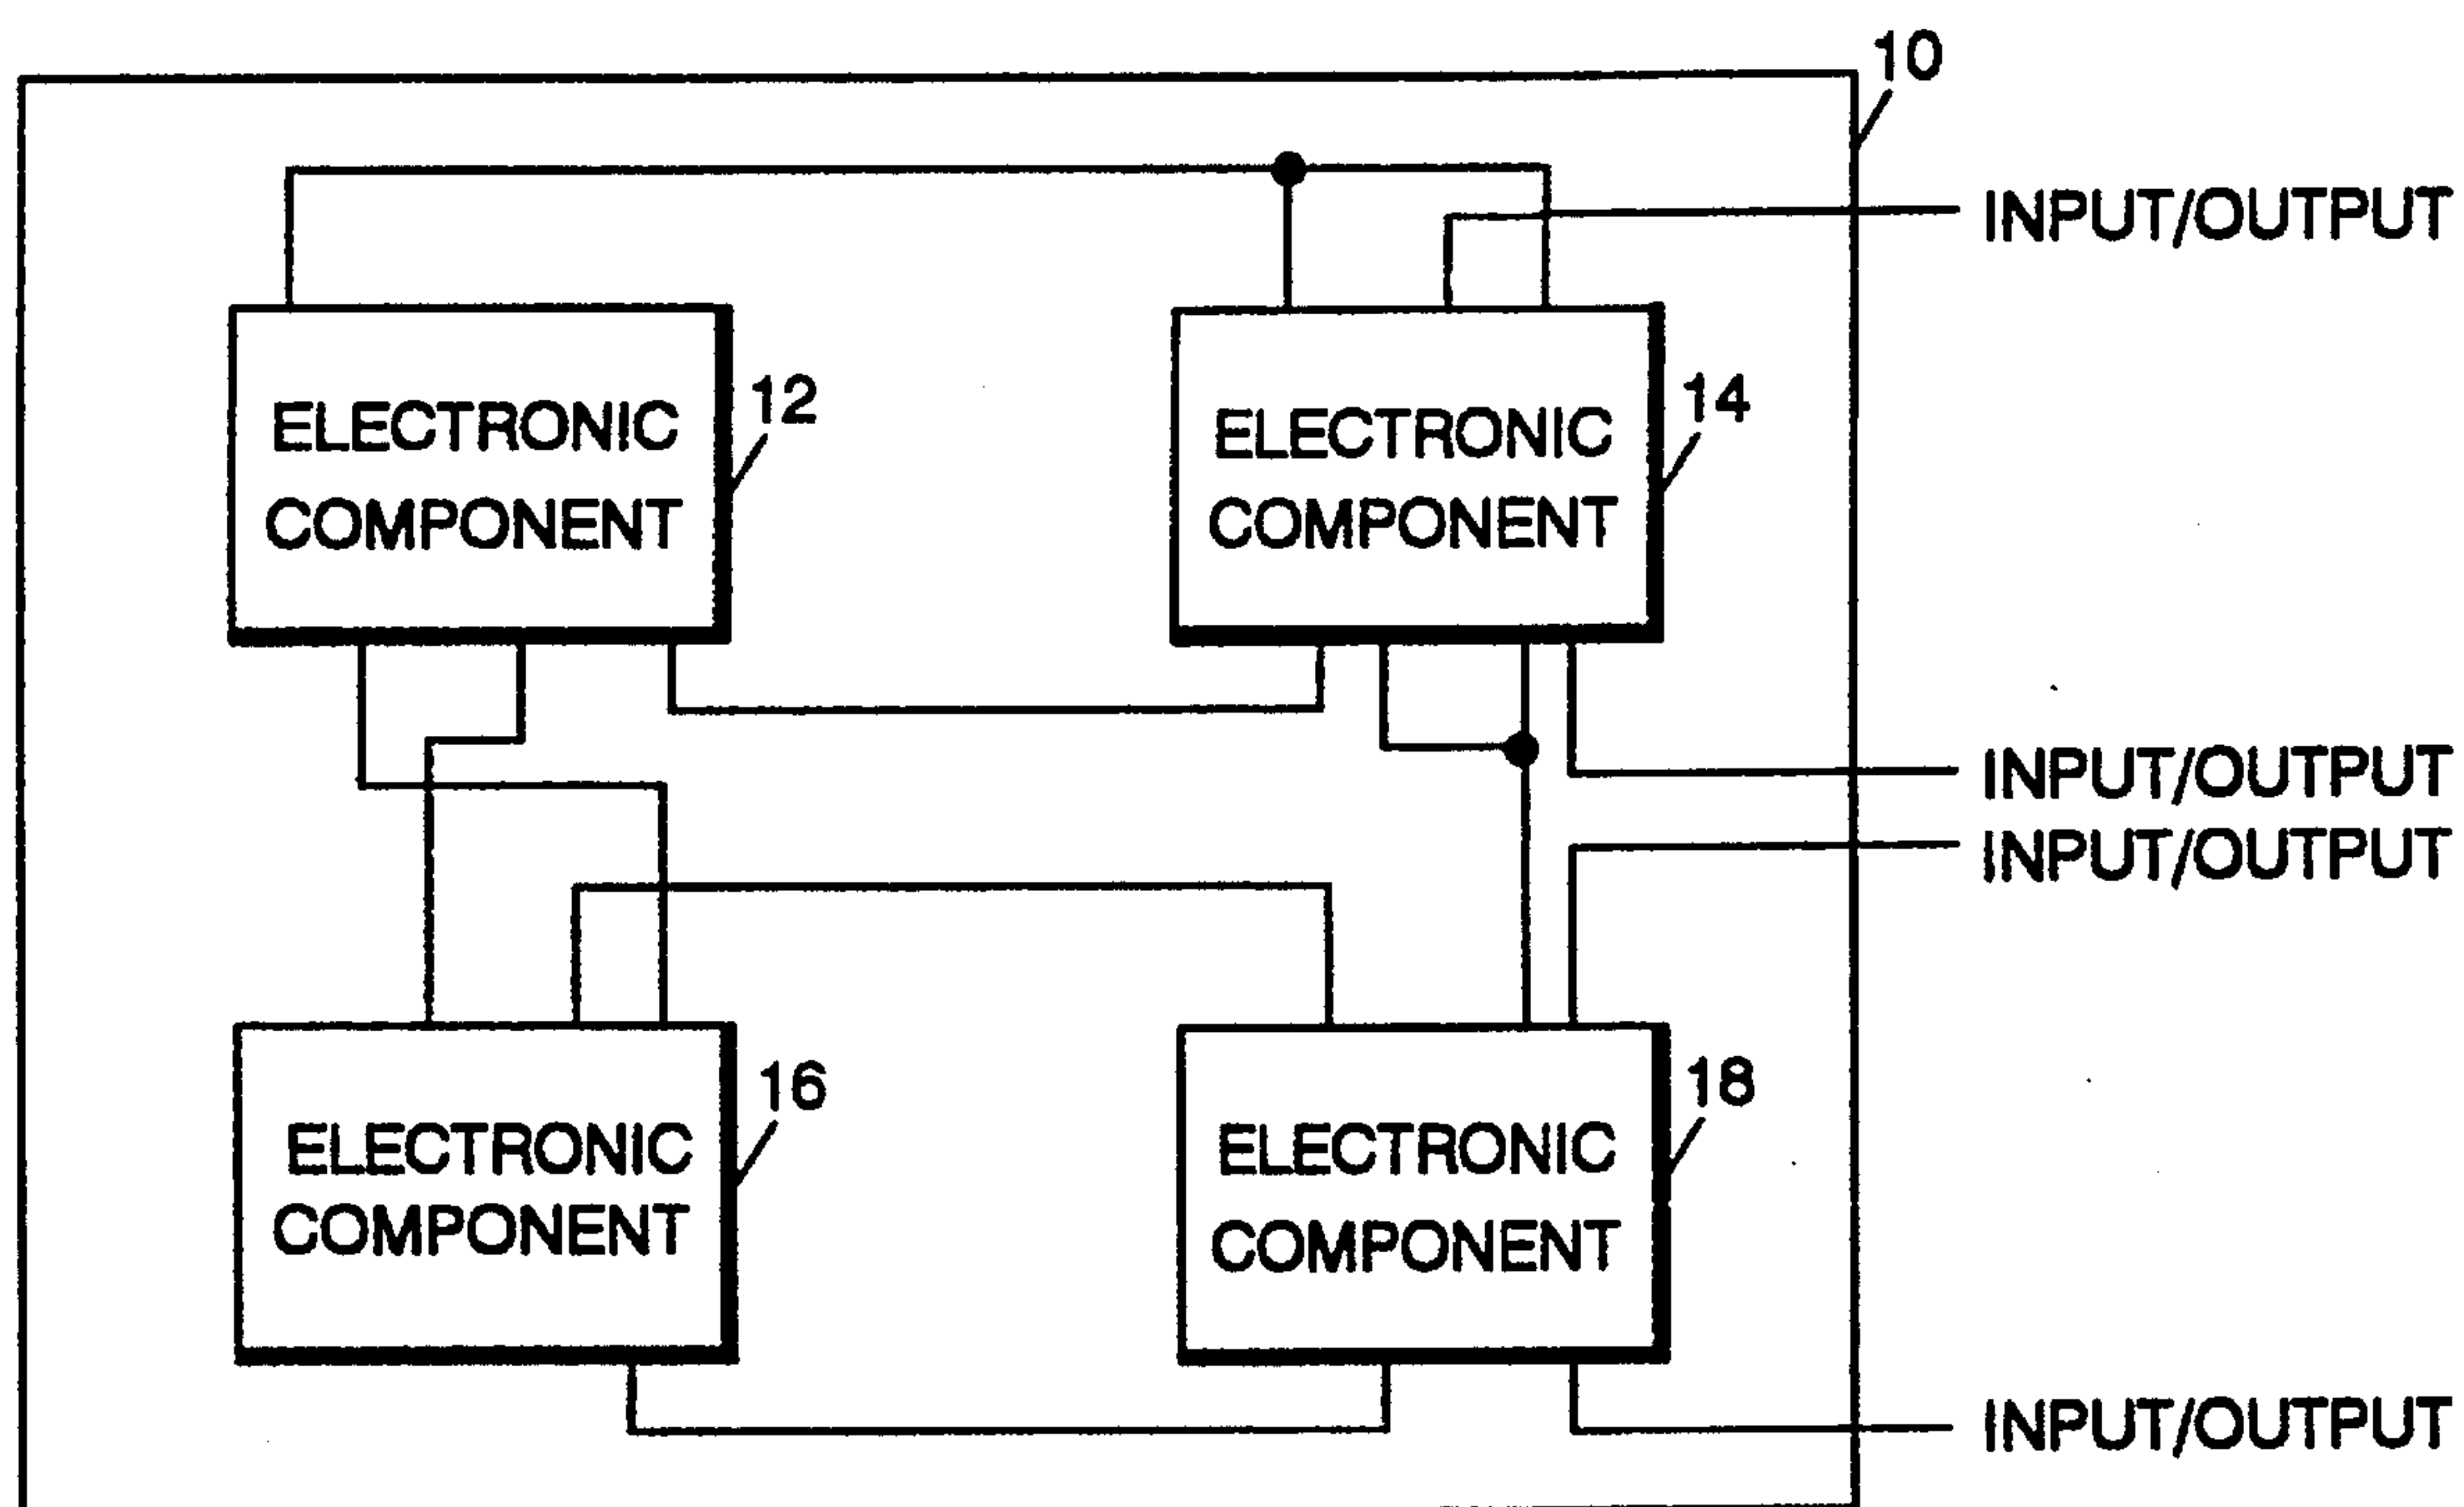 10
INPUT/OUTPUT
12
14
ELECTRONIC
COMPONENT
ELECTRONIC
COMPONENT
INPUT/OUTPUT
INPUT/OUTPUT
16
18
ELECTRONIC
COMPONENT
ELECTRONIC
COMPONENT
INPUT/OUTPUT